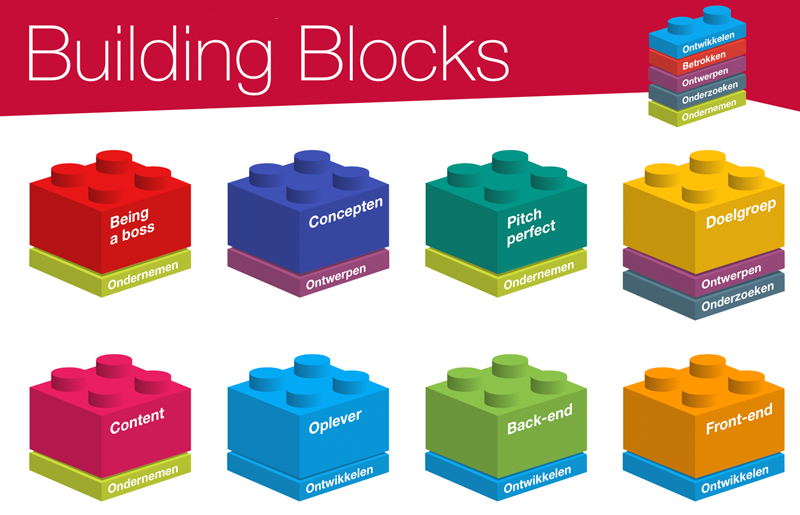 Building Blocks
Ontwikkelen
Betrokken
Ontwerpen
Onderzoeken
Ondernemen
Being
a boss
Ondernemen
Concepten
Ontwerpen
Pitch
perfect
Ondernemen
Doelgroep
Ontwerpen
Onderzoeken
Content
Ondernemen
Oplever
Ontwikkelen
Back-end
Ontwikkelen
Front-end
Ontwikkelen